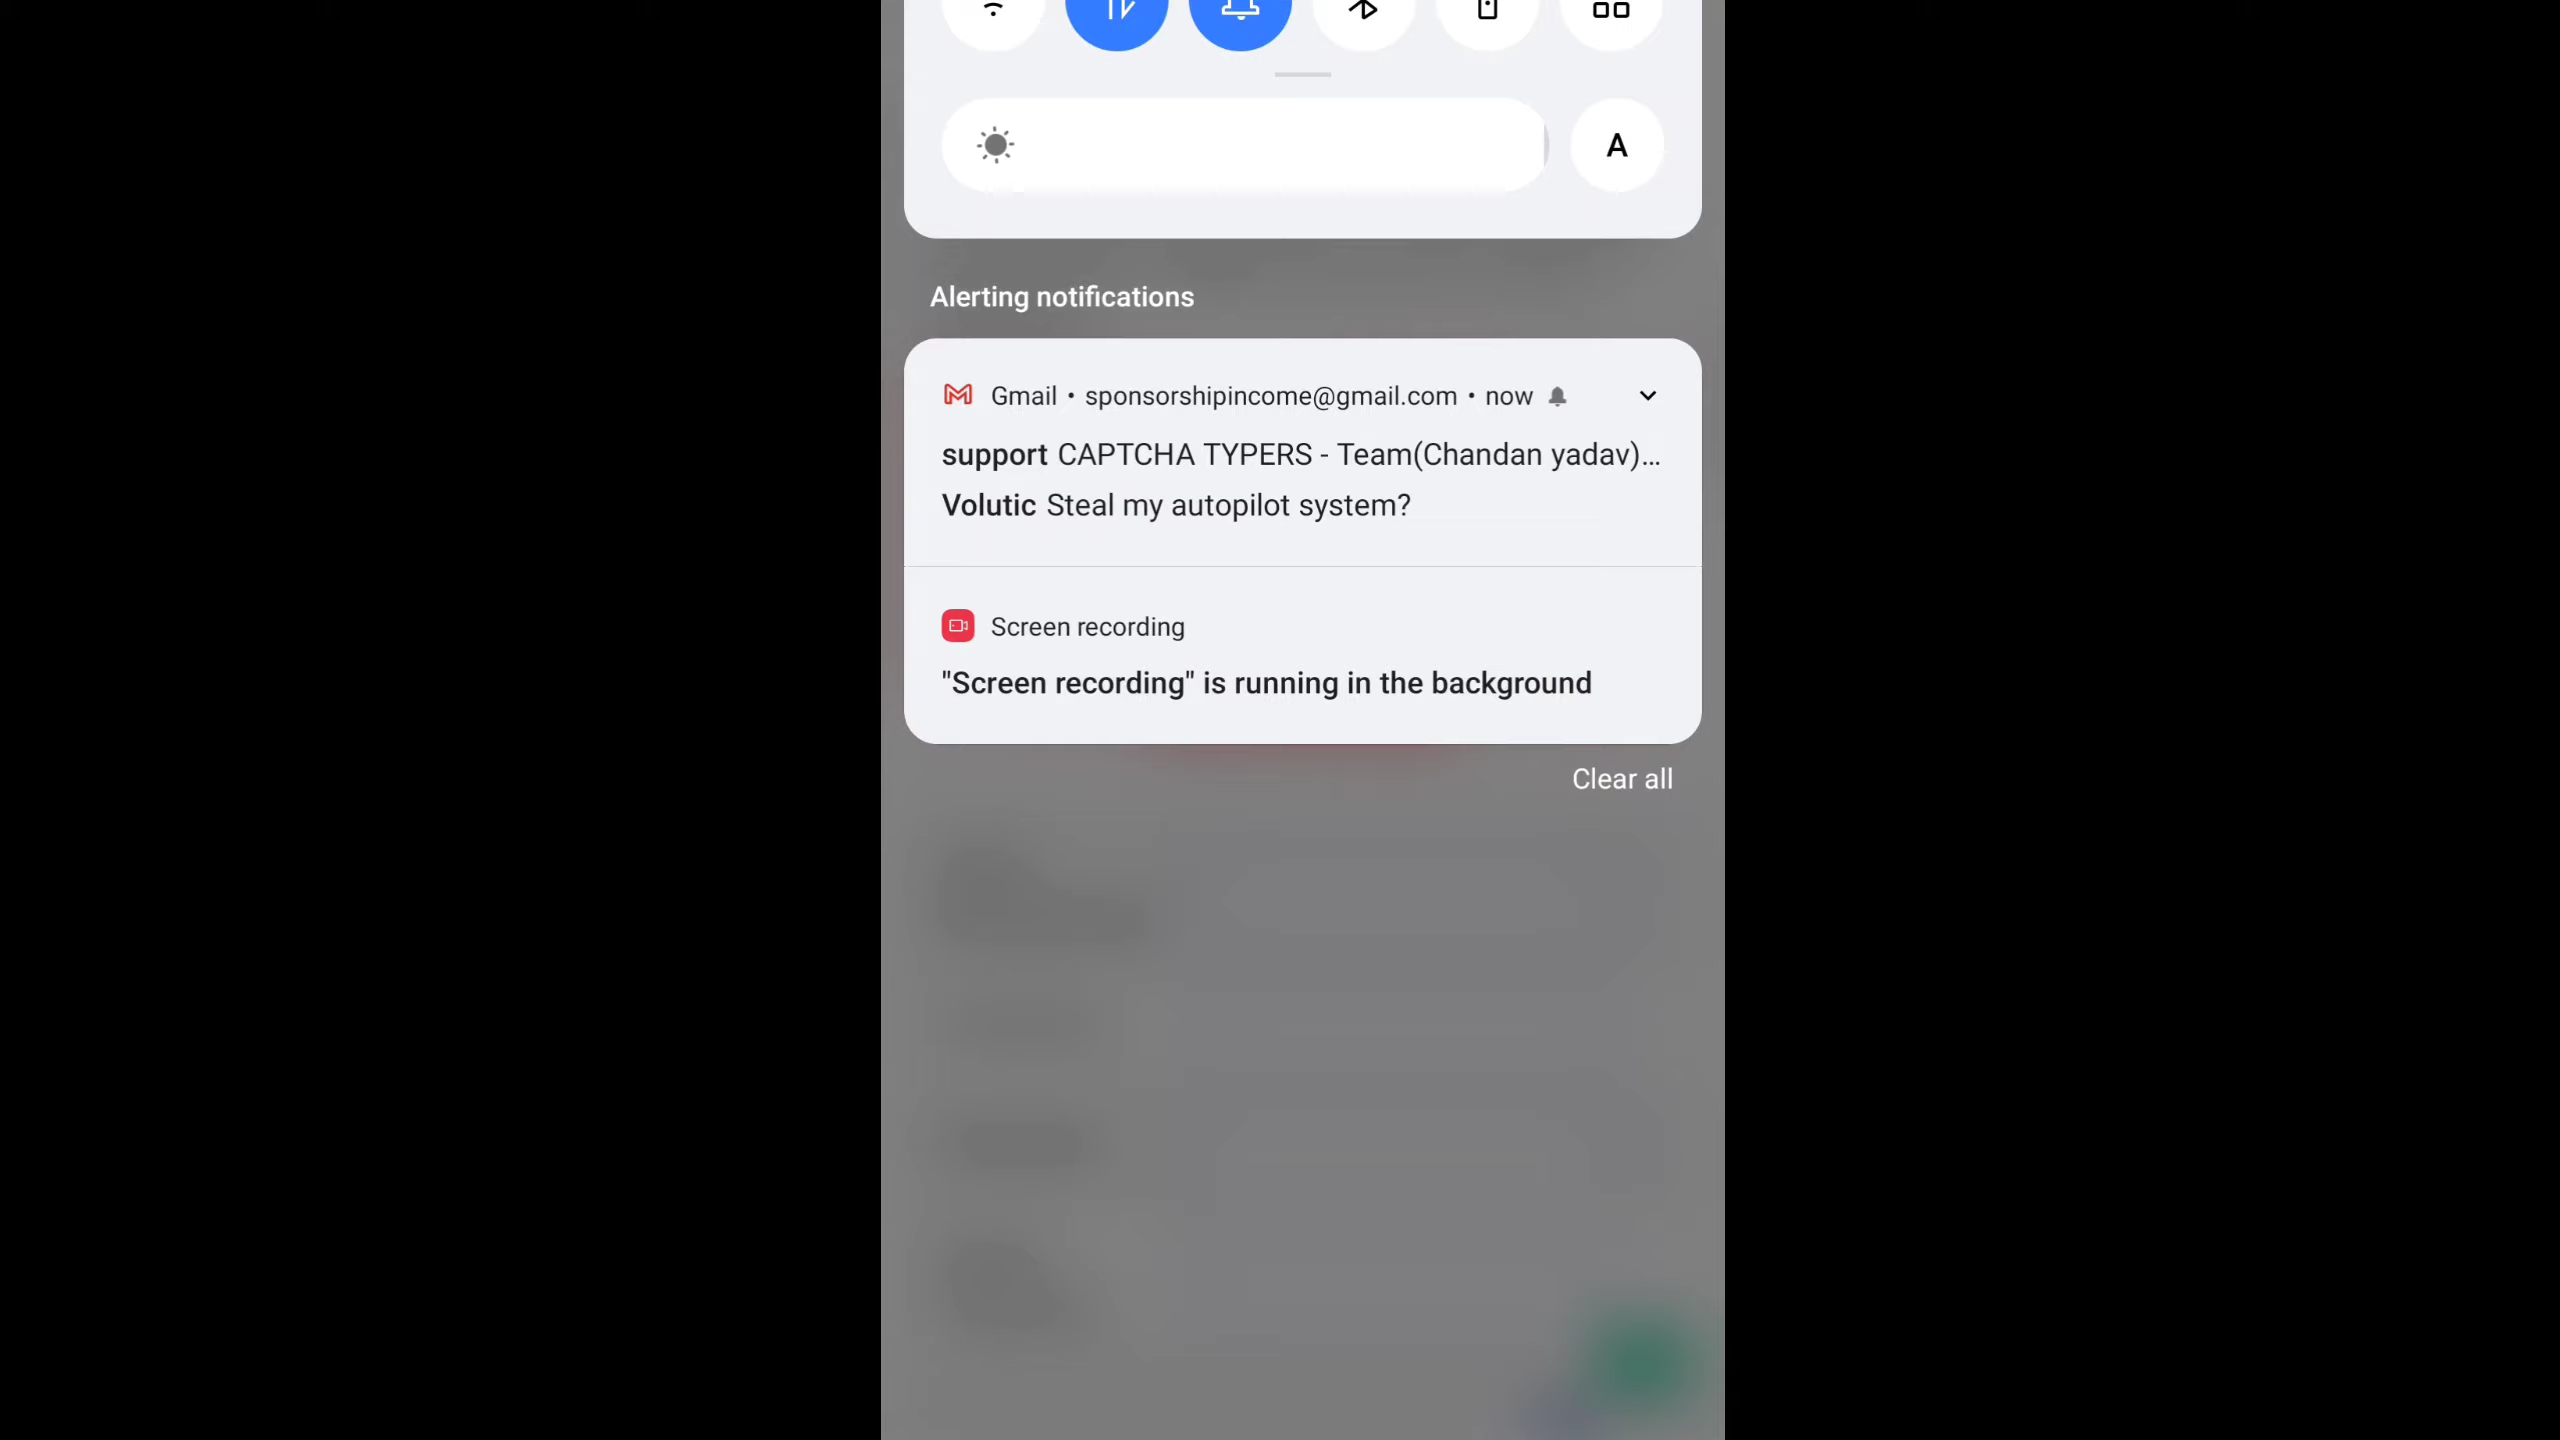 A
Alerting notifications
Gmail • sponsorshipincome@gmail.com • now
support CAPTCHA TYPERS - Team(Chandan yadav)...
Volutic Steal my autopilot system?
Screen recording
"Screen recording" is running in the background
Clear all